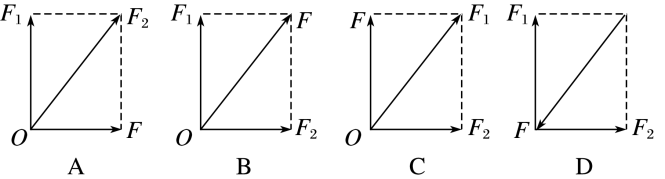 F₁ F₂ F₁ F F F₁ F₁
O F O F₂ O F₂ F F₂
A B C D